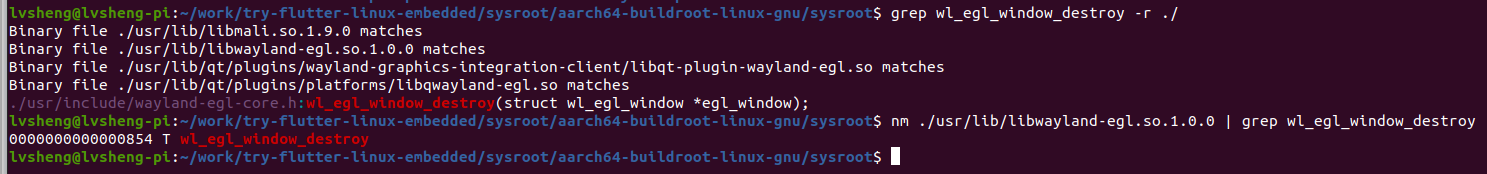 lvsheng@lvsheng-pi:~/work/try-flutter-linux-embedded/sysroot/aarch64-buildroot-linux-gnu/sysroot$ grep wl_egl_window_destroy -r ./
Binary file ./usr/lib/libmali.so.1.9.0 matches
Binary file ./usr/lib/libwayland-egl.so.1.0.0 matches
Binary file ./usr/lib/qt/plugins/wayland-graphics-integration-client/libqt-plugin-wayland-egl.so matches
Binary file ./usr/lib/qt/plugins/platforms/libqwayland-egl.so matches
./usr/include/wayland-egl-core.h:wl_egl_window_destroy(struct wl_egl_window *egl_window);
lvsheng@lvsheng-pi:~/work/try-flutter-linux-embedded/sysroot/aarch64-buildroot-linux-gnu/sysroot$ nm ./usr/lib/libwayland-egl.so.1.0.0 | grep wl_egl_window_destroy
0000000000000854 T wl_egl_window_destroy
lvsheng@lvsheng-pi:~/work/try-flutter-linux-embedded/sysroot/aarch64-buildroot-linux-gnu/sysroot$